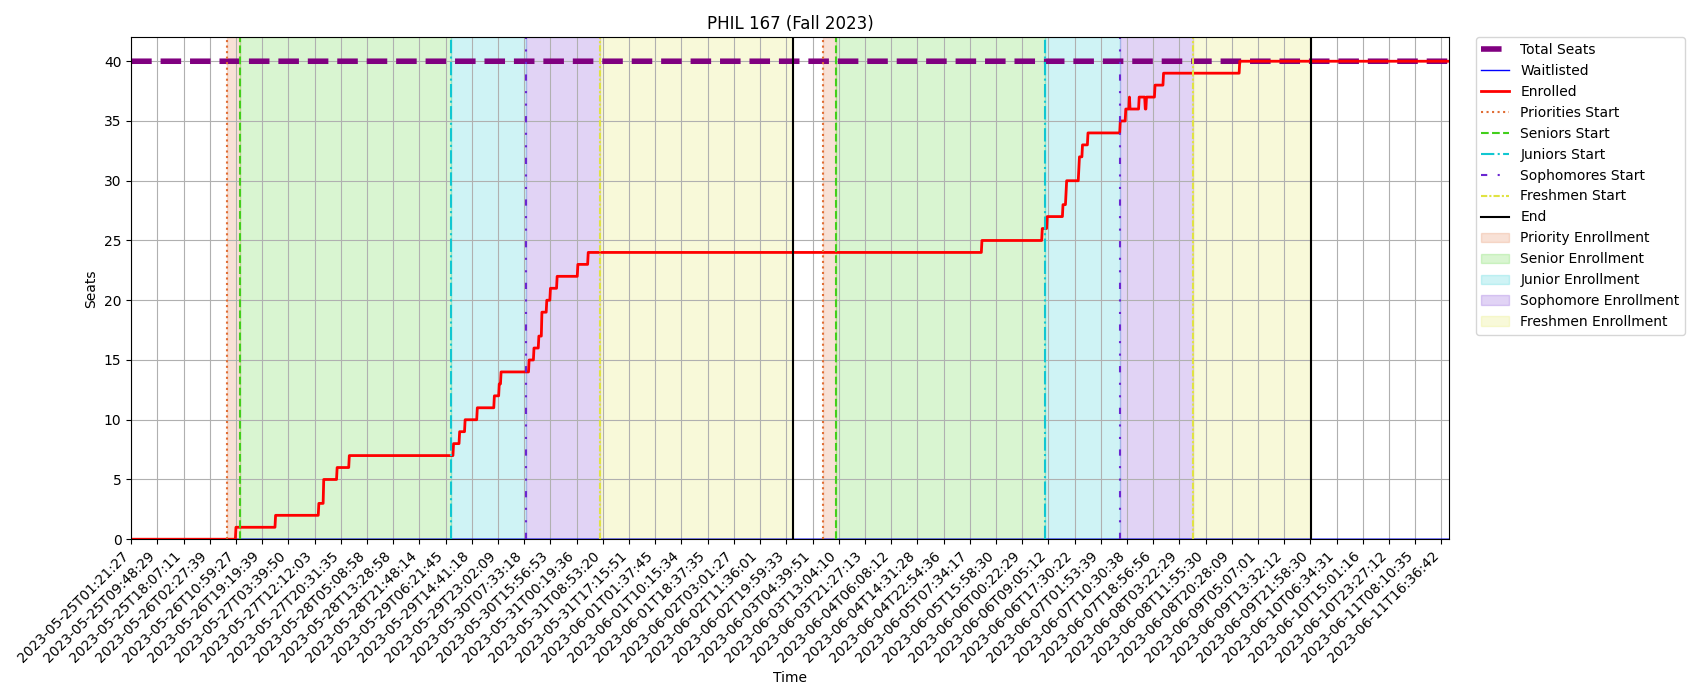 PHIL 167 (Fall 2023)
Seats
40
35
30
25
20
15
10
5
0
2023-05-25T01:21:27
2023-05-25T09:48:29
2023-05-25T18:07:11
2023-05-26T02:27:39
2023-05-26T10:59:27
2023-05-26T19:19:39
2023-05-27T03:39:50
2023-05-27T12:12:03
2023-05-27T20:31:35
2023-05-28T05:08:58
2023-05-28T13:28:58
2023-05-28T21:48:14
2023-05-29T06:21:45
2023-05-29T14:41:18
2023-05-29T23:02:09
2023-05-30T07:33:18
2023-05-30T15:56:53
2023-05-31T00:19:36
2023-05-31T08:53:20
2023-05-31T17:15:51
2023-06-01T01:37:45
2023-06-01T10:15:34
2023-06-01T18:37:35
2023-06-02T03:01:27
2023-06-02T11:36:01
2023-06-02T19:59:33
2023-06-03T04:39:51
2023-06-03T13:04:10
2023-06-03T21:27:13
2023-06-04T06:08:12
2023-06-04T14:31:28
2023-06-04T22:54:36
2023-06-05T07:34:17
2023-06-05T15:58:30
2023-06-06T00:22:29
2023-06-06T09:05:12
2023-06-06T17:30:22
2023-06-07T01:53:39
2023-06-07T10:30:38
2023-06-07T18:56:56
2023-06-08T03:22:29
2023-06-08T11:55:30
2023-06-08T20:28:09
2023-06-09T05:07:01
2023-06-09T13:32:12
2023-06-09T21:58:30
2023-06-10T06:34:31
2023-06-10T15:01:16
2023-06-10T23:27:12
2023-06-11T08:10:35
2023-06-11T16:36:42
Time
Total Seats
Waitlisted
Enrolled
Priorities Start
Seniors Start
Juniors Start
Sophomores Start
Freshmen Start
End
Priority Enrollment
Senior Enrollment
Junior Enrollment
Sophomore Enrollment
Freshmen Enrollment